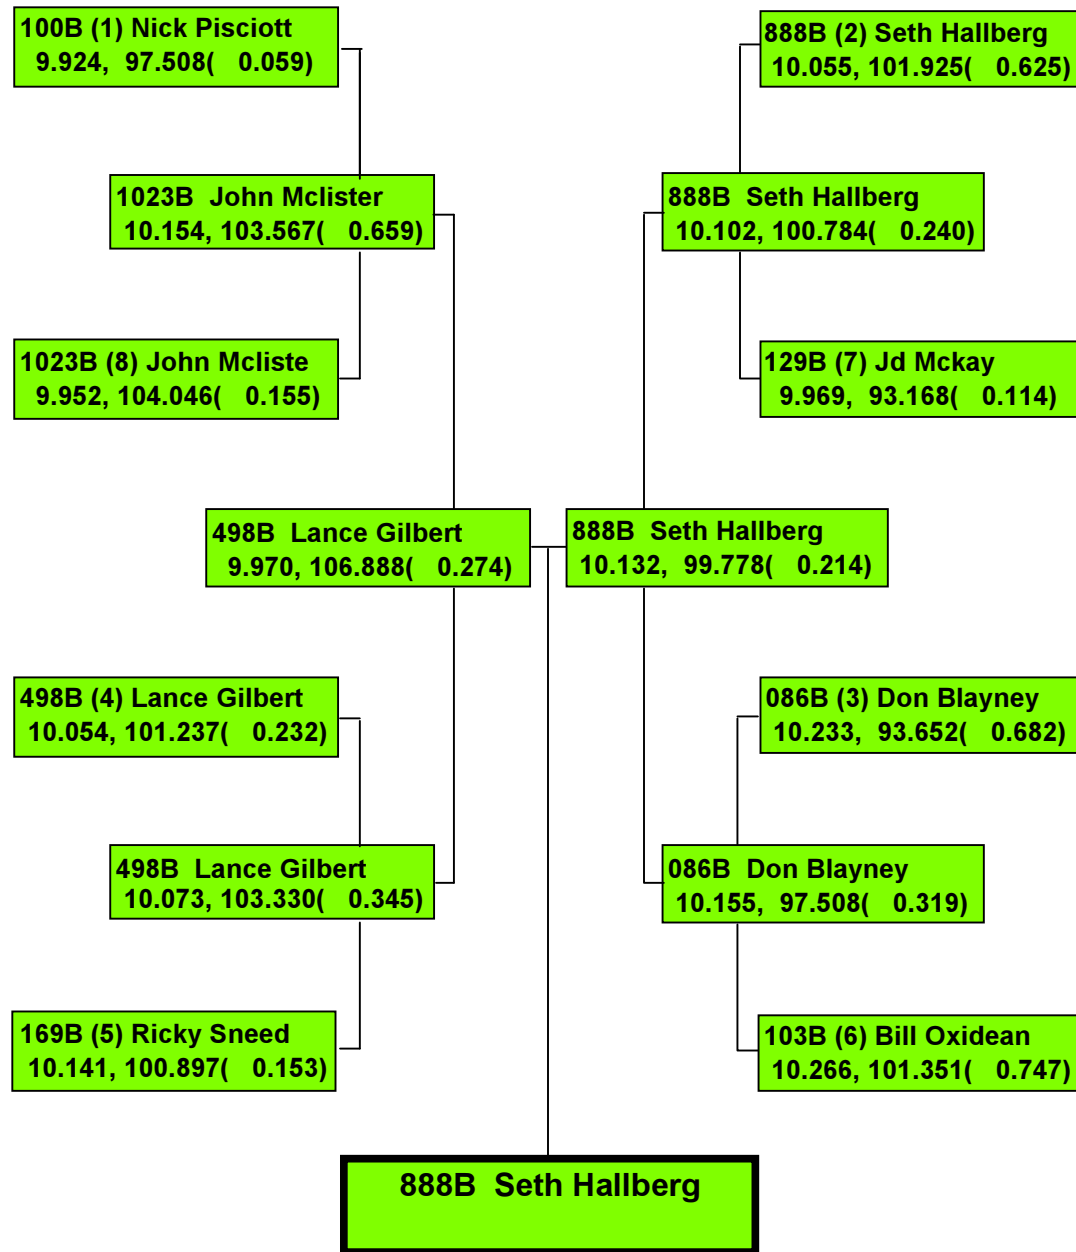 100B (1) Nick Pisciott
9.924, 97.508( 0.059)
888B (2) Seth Hallberg
10.055, 101.925( 0.625)
1023B John Mclister
10.154, 103.567( 0.659)
888B Seth Hallberg
10.102, 100.784( 0.240)
1023B (8) John Mcliste
9.952, 104.046( 0.155)
129B (7) Jd Mckay
9.969, 93.168( 0.114)
498B Lance Gilbert
9.970, 106.888( 0.274)
888B Seth Hallberg
10.132, 99.778( 0.214)
498B (4) Lance Gilbert
10.054, 101.237( 0.232)
086B (3) Don Blayney
10.233, 93.652( 0.682)
498B Lance Gilbert
10.073, 103.330( 0.345)
086B Don Blayney
10.155, 97.508( 0.319)
169B (5) Ricky Sneed
10.141, 100.897( 0.153)
103B (6) Bill Oxidean
10.266, 101.351( 0.747)
888B Seth Hallberg